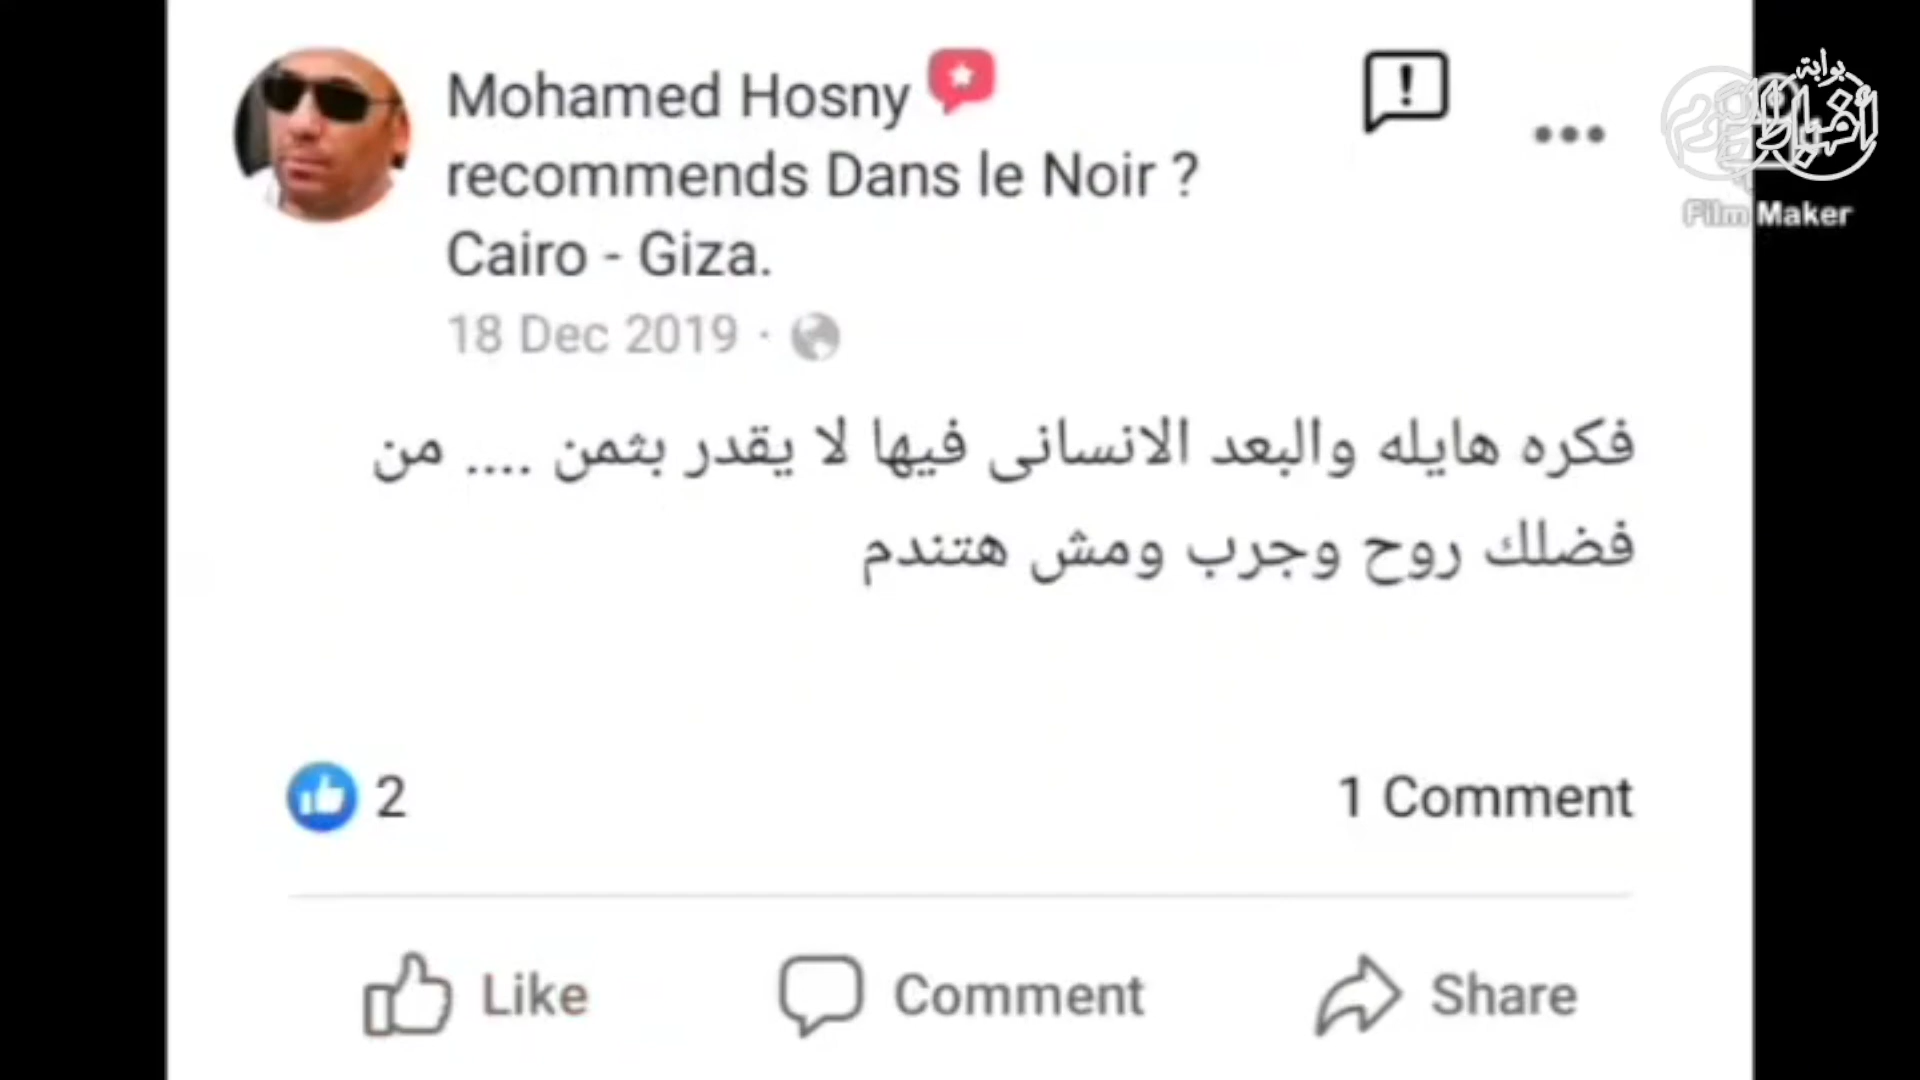 Mohamed Hosny
recommends Dans le Noir ?
Cairo - Giza.
18 Dec 2019 ·
فكره هايله والبعد الانسانى فيها لا يقدر بثمن .... من
فضلك روح وجرب ومش هتندم
2
1 Comment
Like
Comment
Share
بوابة
Film Maker